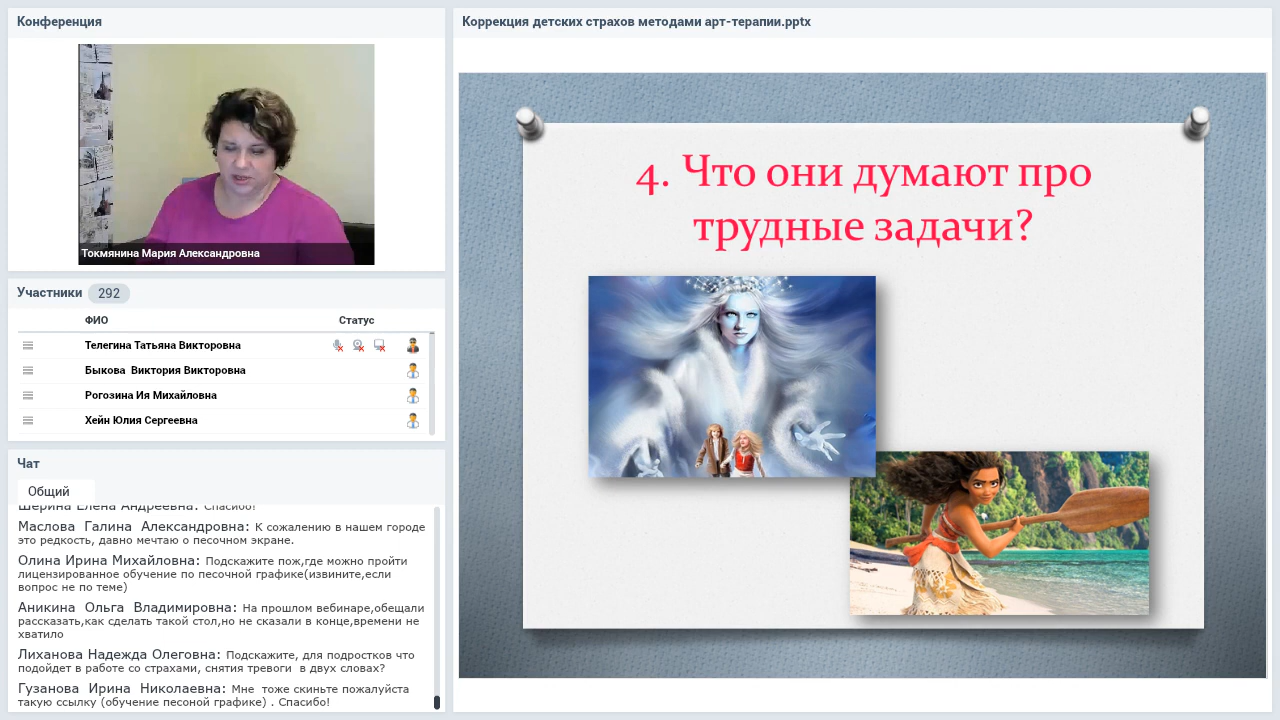 Конференция
Токмянина Мария Александровна
Участники 292
ФИО Статус
Телегина Татьяна Викторовна
Быкова Виктория Викторовна
Рогозина Ия Михайловна
Хейн Юлия Сергеевна
Чат
Общий
Шерина Елена Андреевна: Спасибо!
Маслова Галина Александровна: К сожалению в нашем городе
это редкость, давно мечтаю о песочном экране.
Олина Ирина Михайловна: Подскажите пож,где можно пройти
лицензированное обучение по песочной графике(извините,если
вопрос не по теме)
Аникина Ольга Владимировна: На прошлом вебинаре,обещали
рассказать,как сделать такой стол,но не сказали в конце,времени не
хватило
Лиханова Надежда Олеговна: Подскажите, для подростков что
подойдет в работе со страхами, снятия тревоги в двух словах?
Гузанова Ирина Николаевна: Мне тоже скиньте пожалуйста
такую ссылку (обучение песоной графике) . Спасибо!
Коррекция детских страхов методами арт-терапии.pptx
4. Что они думают про
трудные задачи?